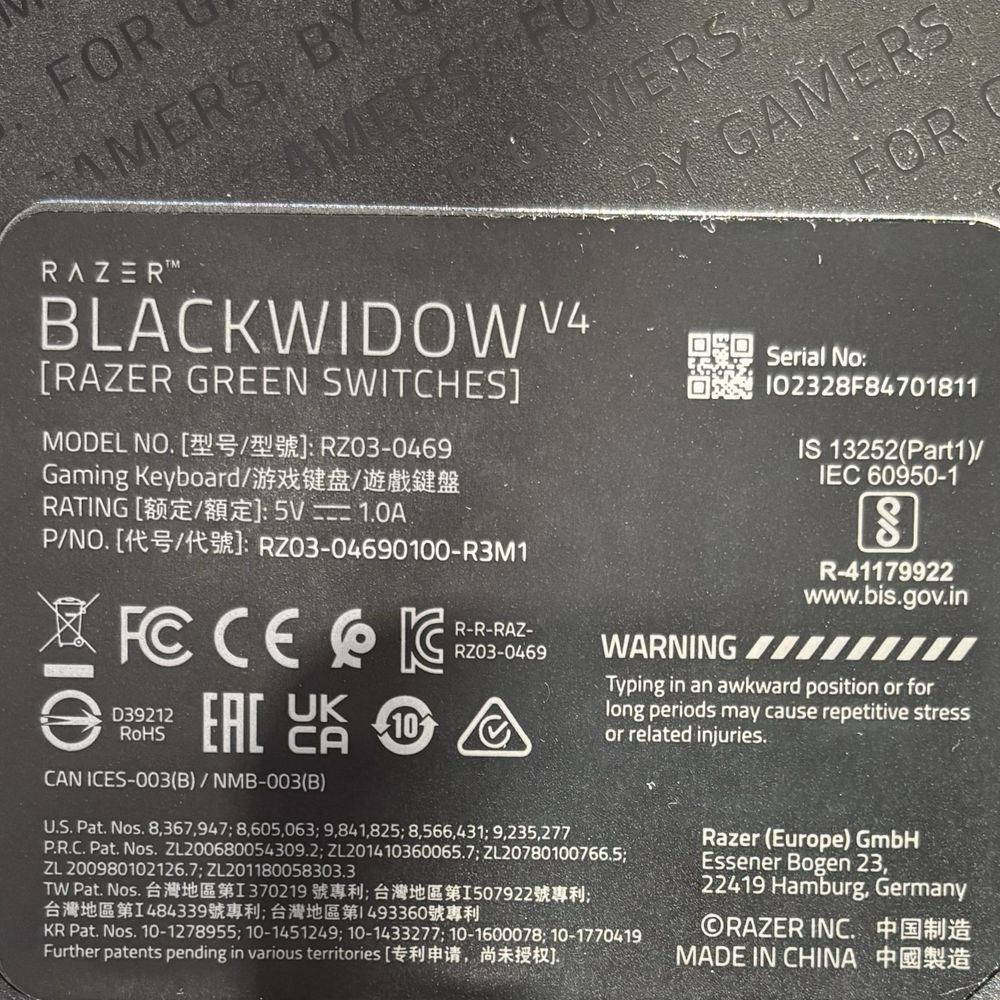 FOR GAMERS. BY GAMERS.
RAZER™
BLACKWIDOW V4
[RAZER GREEN SWITCHES]
Serial No:
IO2328F84701811
MODEL NO. [型号/型號]: RZ03-0469
Gaming Keyboard/游戏键盘/遊戲鍵盤
RATING [额定/額定]: 5V ⎓ 1.0A
P/NO. [代号/代號]: RZ03-04690100-R3M1
IS 13252(Part1)/
IEC 60950-1
R-41179922
www.bis.gov.in
FC CE
R-R-RAZ-
RZ03-0469
D39212
RoHS
EAC
UK
CA
10
CAN ICES-003(B) / NMB-003(B)
WARNING
Typing in an awkward position or for
long periods may cause repetitive stress
or related injuries.
U.S. Pat. Nos. 8,367,947; 8,605,063; 9,841,825; 8,566,431; 9,235,277
P.R.C. Pat. Nos. ZL200680054309.2; ZL201410360065.7; ZL20780100766.5;
ZL 200980102126.7; ZL201180058303.3
TW Pat. Nos. 台灣地區第I 370219 號專利; 台灣地區第I507922號專利;
台灣地區第I 484339號專利; 台灣地區第I 493360號專利
KR Pat. Nos. 10-1278955; 10-1451249; 10-1433277; 10-1600078; 10-1770419
Further patents pending in various territories [专利申请，尚未授权].
Razer (Europe) GmbH
Essener Bogen 23,
22419 Hamburg, Germany
©RAZER INC. 中国制造
MADE IN CHINA 中國製造